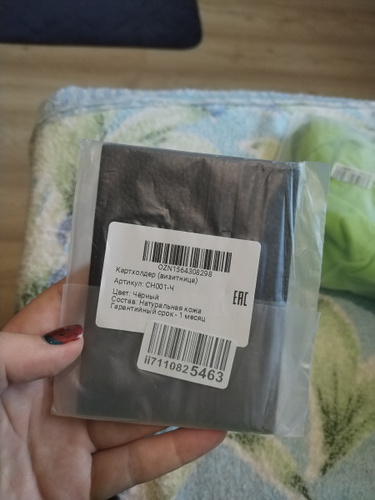 OZN1564308298
Картхолдер (визитница)
Артикул: CH001-Ч
Цвет: Чёрный
Состав: Натуральная кожа
Гарантийный срок - 1 месяц
EAC
ii7110825463